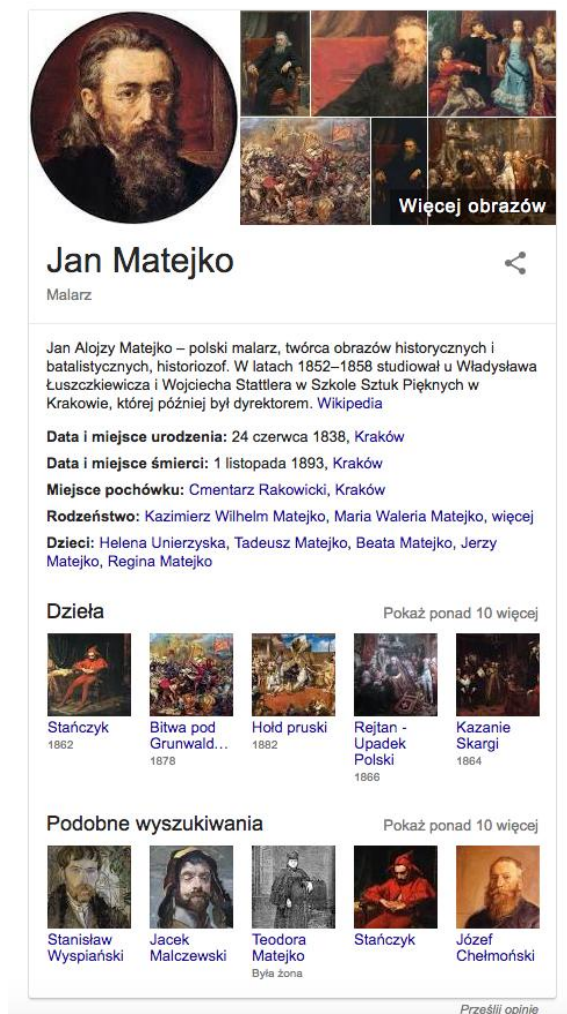 Więcej obrazów
Jan Matejko
Malarz
Jan Alojzy Matejko – polski malarz, twórca obrazów historycznych i
batalistycznych, historiozof. W latach 1852–1858 studiował u Władysława
Łuszczkiewicza i Wojciecha Stattlera w Szkole Sztuk Pięknych w
Krakowie, której później był dyrektorem. Wikipedia
Data i miejsce urodzenia: 24 czerwca 1838, Kraków
Data i miejsce śmierci: 1 listopada 1893, Kraków
Miejsce pochówku: Cmentarz Rakowicki, Kraków
Rodzeństwo: Kazimierz Wilhelm Matejko, Maria Waleria Matejko, więcej
Dzieci: Helena Unierzyska, Tadeusz Matejko, Beata Matejko, Jerzy
Matejko, Regina Matejko
Dzieła Pokaż ponad 10 więcej
Stańczyk
1862
Bitwa pod
Grunwald...
1878
Hołd pruski
1882
Rejtan -
Upadek
Polski
1866
Kazanie
Skargi
1864
Podobne wyszukiwania Pokaż ponad 10 więcej
Stanisław
Wyspiański
Jacek
Malczewski
Teodora
Matejko
Była żona
Stańczyk
Józef
Chełmoński
Prześlij opinie